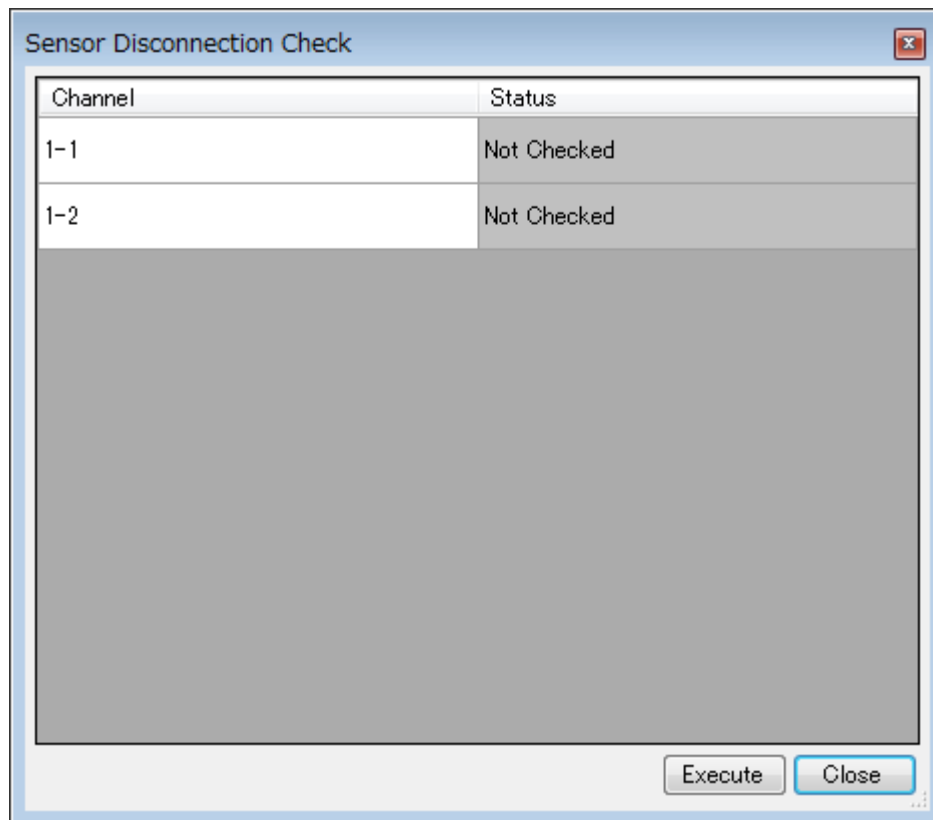 Sensor Disconnection Check
Channel Status
1-1 Not Checked
1-2 Not Checked
Execute Close